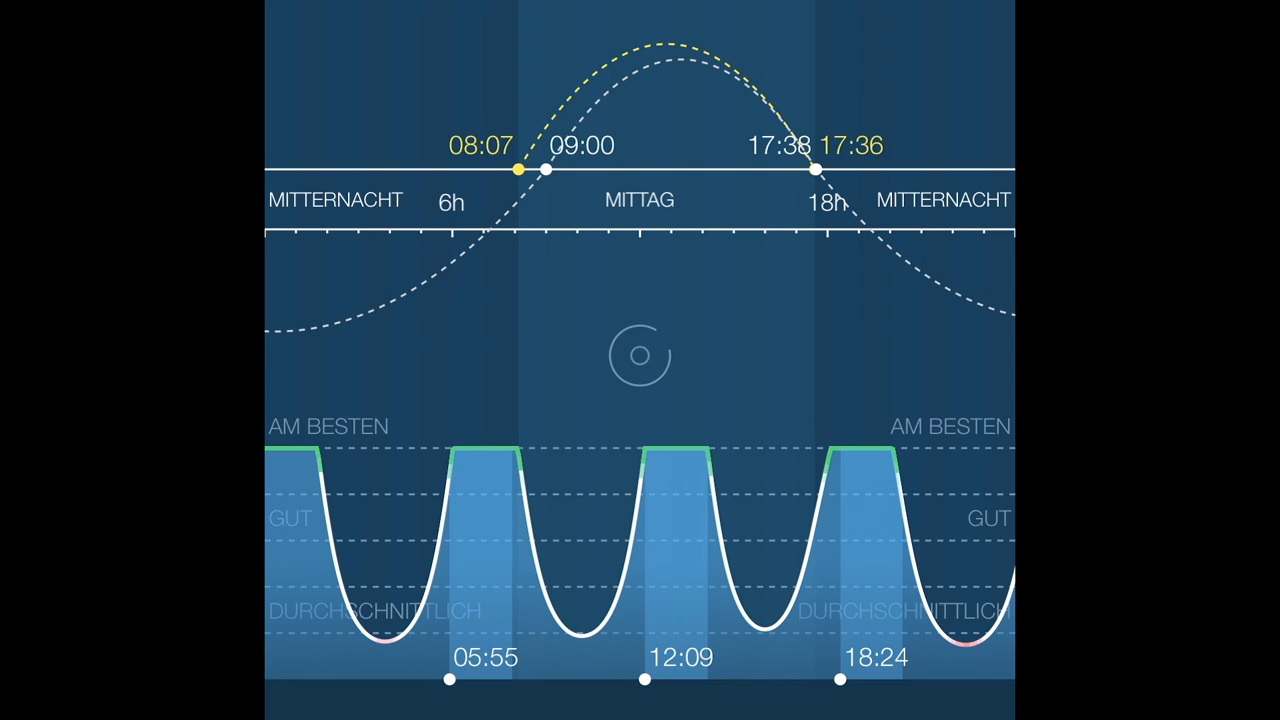 08:07 09:00 17:38 17:36
MITTERNACHT 6h MITTAG 18h MITTERNACHT
AM BESTEN AM BESTEN
GUT GUT
DURCHSCHNITTLICH DURCHSCHNITTLICH
05:55 12:09 18:24